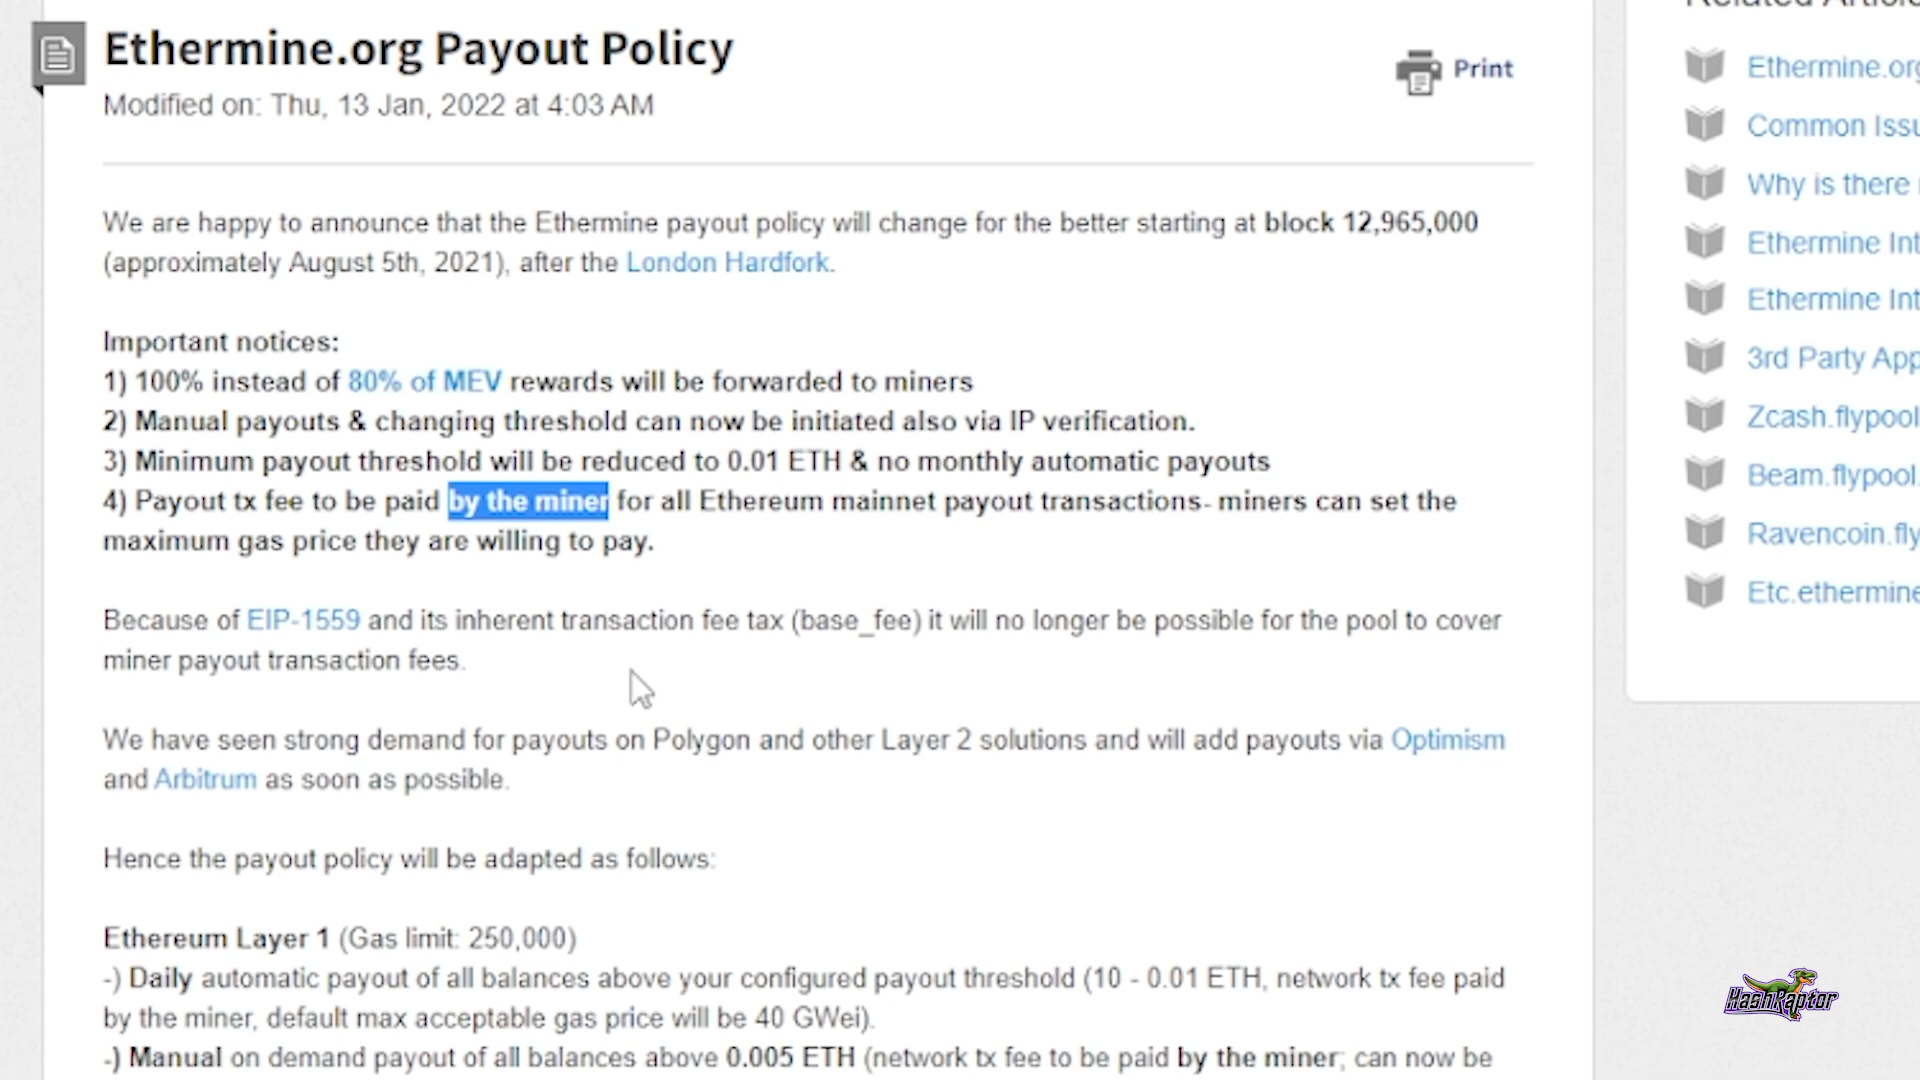 Ethermine.org Payout Policy
Print
Modified on: Thu, 13 Jan, 2022 at 4:03 AM
We are happy to announce that the Ethermine payout policy will change for the better starting at block 12,965,000
(approximately August 5th, 2021), after the London Hardfork.
Important notices:
1) 100% instead of 80% of MEV rewards will be forwarded to miners
2) Manual payouts & changing threshold can now be initiated also via IP verification.
3) Minimum payout threshold will be reduced to 0.01 ETH & no monthly automatic payouts
4) Payout tx fee to be paid by the miner for all Ethereum mainnet payout transactions- miners can set the
maximum gas price they are willing to pay.
Because of EIP-1559 and its inherent transaction fee tax (base_fee) it will no longer be possible for the pool to cover
miner payout transaction fees.
We have seen strong demand for payouts on Polygon and other Layer 2 solutions and will add payouts via Optimism
and Arbitrum as soon as possible.
Hence the payout policy will be adapted as follows:
Ethereum Layer 1 (Gas limit: 250,000)
-) Daily automatic payout of all balances above your configured payout threshold (10 - 0.01 ETH, network tx fee paid
by the miner, default max acceptable gas price will be 40 GWei).
-) Manual on demand payout of all balances above 0.005 ETH (network tx fee to be paid by the miner; can now be
Related
Ethermine.org
Common
Why is there
Ethermine
Ethermine
3rd Party
Zcash.flypool
Beam.flypool
Ravencoin.fly
Etc.ethermine
HashRaptor